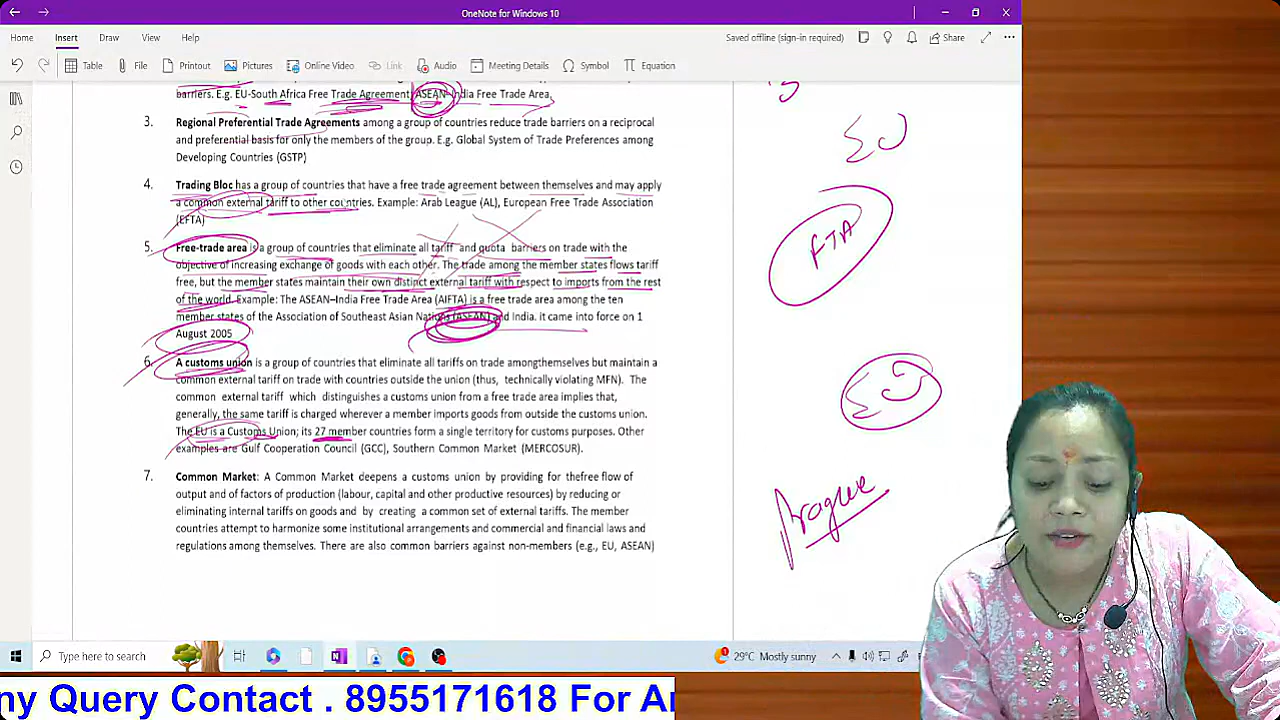 OneNote for Windows 10
Home Insert Draw View Help
Saved offline (sign-in required) Share
Table File Printout Pictures Online Video Link Audio Meeting Details Symbol Equation
barriers. E.g. EU-South Africa Free Trade Agreement, ASEAN-India Free Trade Area.
3. Regional Preferential Trade Agreements among a group of countries reduce trade barriers on a reciprocal
and preferential basis for only the members of the group. E.g. Global System of Trade Preferences among
Developing Countries (GSTP)
4. Trading Bloc has a group of countries that have a free trade agreement between themselves and may apply
a common external tariff to other countries. Example: Arab League (AL), European Free Trade Association
(EFTA)
5. Free-trade area is a group of countries that eliminate all tariff and quota barriers on trade with the
objective of increasing exchange of goods with each other. The trade among the member states flows tariff
free, but the member states maintain their own distinct external tariff with respect to imports from the rest
of the world. Example: The ASEAN–India Free Trade Area (AIFTA) is a free trade area among the ten
member states of the Association of Southeast Asian Nations (ASEAN) and India. it came into force on 1
August 2005
6. A customs union is a group of countries that eliminate all tariffs on trade amongthemselves but maintain a
common external tariff on trade with countries outside the union (thus, technically violating MFN). The
common external tariff which distinguishes a customs union from a free trade area implies that,
generally, the same tariff is charged wherever a member imports goods from outside the customs union.
The EU is a Customs Union; its 27 member countries form a single territory for customs purposes. Other
examples are Gulf Cooperation Council (GCC), Southern Common Market (MERCOSUR).
7. Common Market: A Common Market deepens a customs union by providing for thefree flow of
output and of factors of production (labour, capital and other productive resources) by reducing or
eliminating internal tariffs on goods and by creating a common set of external tariffs. The member
countries attempt to harmonize some institutional arrangements and commercial and financial laws and
regulations among themselves. There are also common barriers against non-members (e.g., EU, ASEAN)
EU
FTA
EU
Prague
Type here to search
29°C Mostly sunny
ny Query Contact . 8955171618 For A